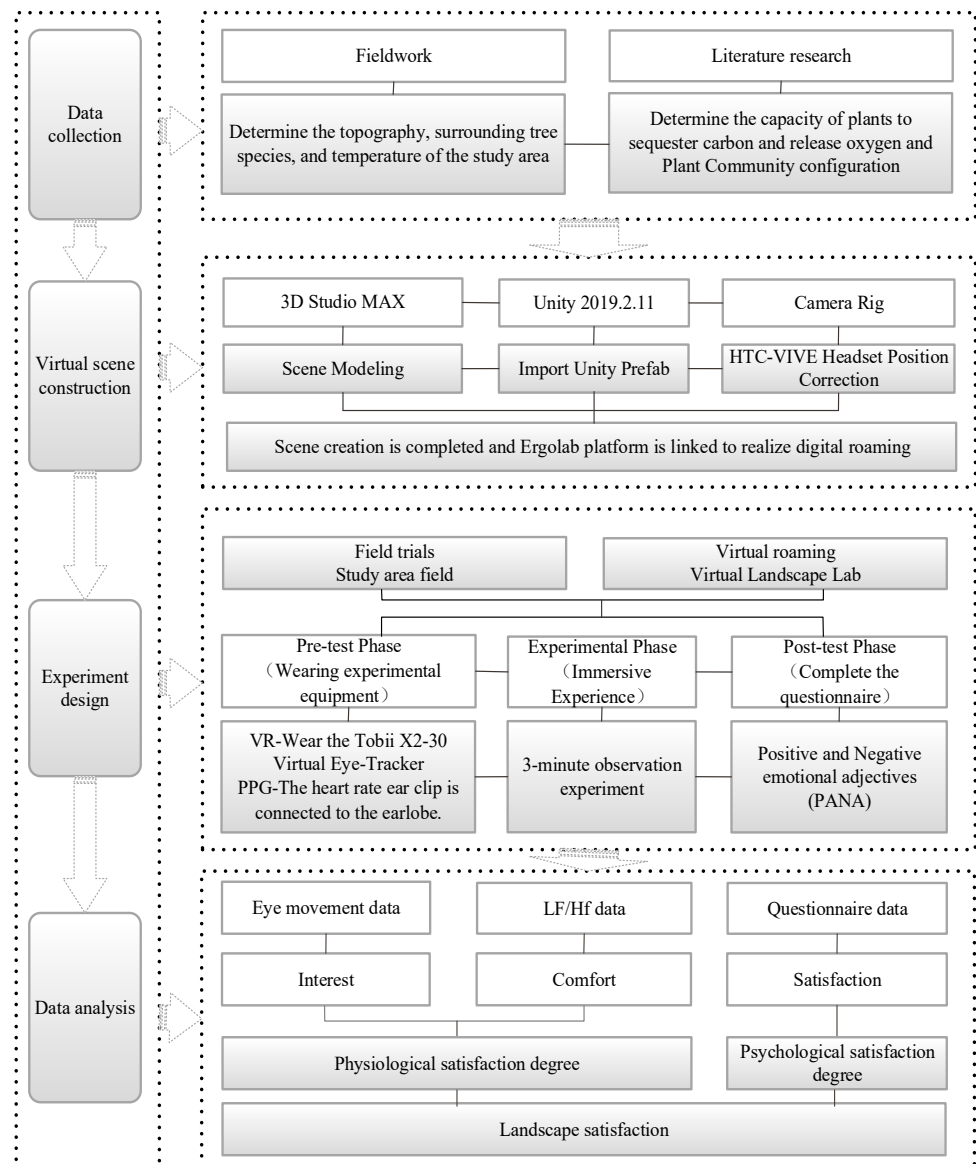 Data
collection
Fieldwork
Literature research
Determine the topography, surrounding tree
species, and temperature of the study area
Determine the capacity of plants to
sequester carbon and release oxygen and
Plant Community configuration
Virtual scene
construction
3D Studio MAX
Unity 2019.2.11
Camera Rig
Scene Modeling
Import Unity Prefab
HTC-VIVE Headset Position
Correction
Scene creation is completed and Ergolab platform is linked to realize digital roaming
Experiment
design
Field trials
Study area field
Virtual roaming
Virtual Landscape Lab
Pre-test Phase
(Wearing experimental
equipment)
Experimental Phase
(Immersive
Experience)
Post-test Phase
(Complete the
questionnaire)
VR-Wear the Tobii X2-30
Virtual Eye-Tracker
PPG-The heart rate ear clip is
connected to the earlobe.
3-minute observation
experiment
Positive and Negative
emotional adjectives
(PANA)
Data analysis
Eye movement data
LF/Hf data
Questionnaire data
Interest
Comfort
Satisfaction
Physiological satisfaction degree
Psychological satisfaction
degree
Landscape satisfaction